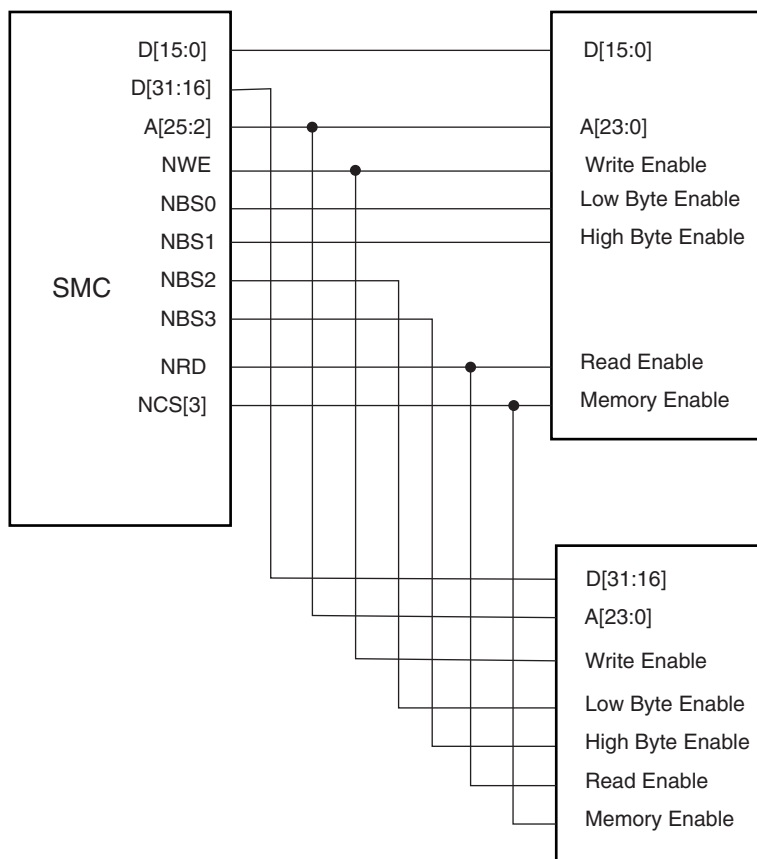 D[15:0]
D[31:16]
A[25:2]
NWE
NBS0
NBS1
NBS2
NBS3
NRD
NCS[3]
SMC
D[15:0]
A[23:0]
Write Enable
Low Byte Enable
High Byte Enable
Read Enable
Memory Enable
D[31:16]
A[23:0]
Write Enable
Low Byte Enable
High Byte Enable
Read Enable
Memory Enable